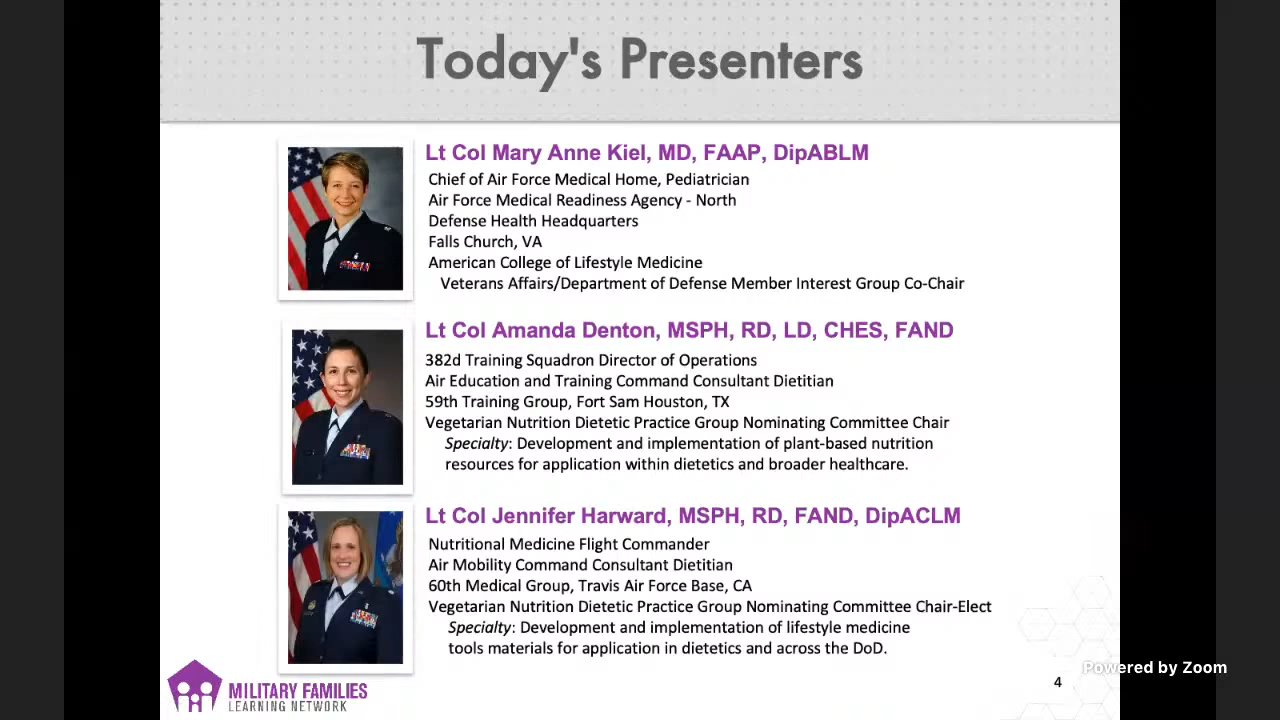 Today's Presenters
Lt Col Mary Anne Kiel, MD, FAAP, DipABLM
Chief of Air Force Medical Home, Pediatrician
Air Force Medical Readiness Agency - North
Defense Health Headquarters
Falls Church, VA
American College of Lifestyle Medicine
Veterans Affairs/Department of Defense Member Interest Group Co-Chair
Lt Col Amanda Denton, MSPH, RD, LD, CHES, FAND
382d Training Squadron Director of Operations
Air Education and Training Command Consultant Dietitian
59th Training Group, Fort Sam Houston, TX
Vegetarian Nutrition Dietetic Practice Group Nominating Committee Chair
Specialty: Development and implementation of plant-based nutrition
resources for application within dietetics and broader healthcare.
Lt Col Jennifer Harward, MSPH, RD, FAND, DipACLM
Nutritional Medicine Flight Commander
Air Mobility Command Consultant Dietitian
60th Medical Group, Travis Air Force Base, CA
Vegetarian Nutrition Dietetic Practice Group Nominating Committee Chair-Elect
Specialty: Development and implementation of lifestyle medicine
tools materials for application in dietetics and across the DoD.
MILITARY FAMILIES
LEARNING NETWORK
4
Powered by Zoom